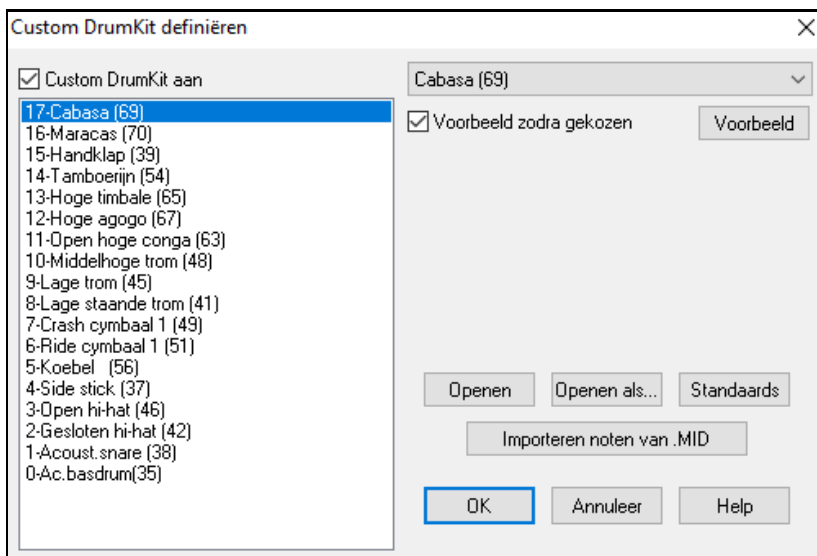 Custom DrumKit definiëren
Custom DrumKit aan
17-Cabasa (69)
16-Maracas (70)
15-Handklap (39)
14-Tamboerijn (54)
13-Hoge timbale (65)
12-Hoge agogo (67)
11-Open hoge conga (63)
10-Middelhoge trom (48)
9-Lage trom (45)
8-Lage staande trom (41)
7-Crash cymbaal 1 (49)
6-Ride cymbaal 1 (51)
5-Koebel (56)
4-Side stick (37)
3-Open hi-hat (46)
2-Gesloten hi-hat (42)
1-Acoust.snare (38)
0-Ac.basdrum(35)
Cabasa (69)
Voorbeeld zodra gekozen
Voorbeeld
Openen
Openen als...
Standaards
Importeren noten van .MID
OK
Annuleer
Help